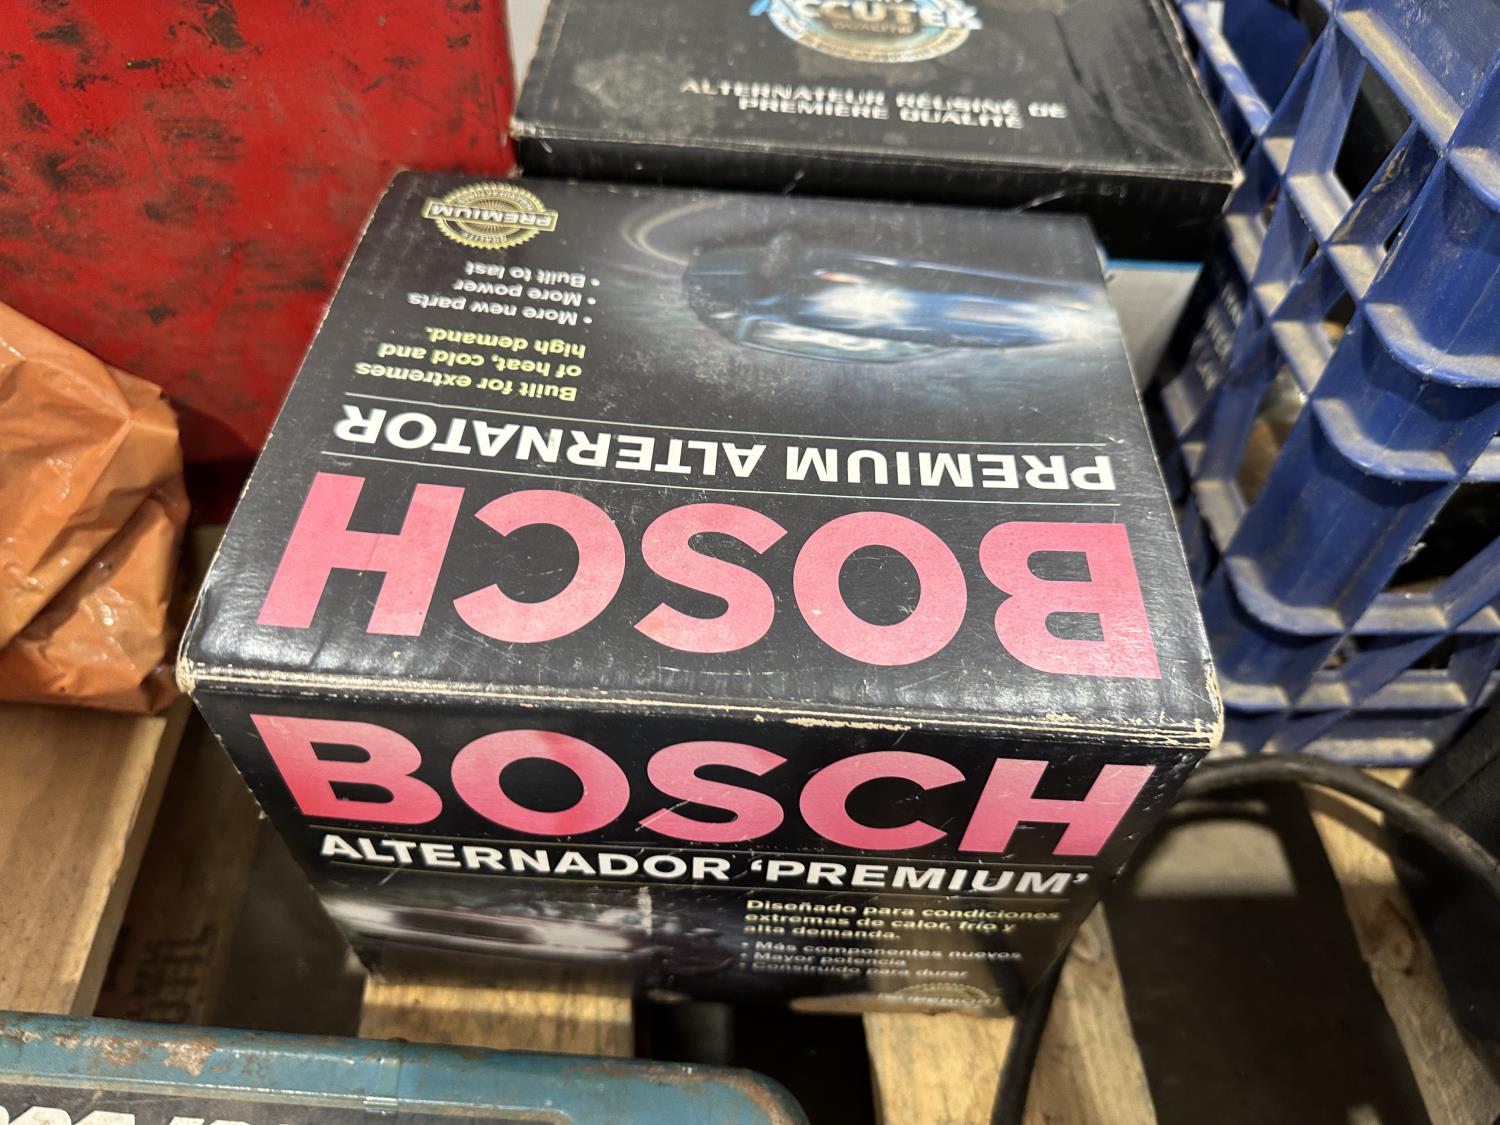 CCUTEK
ALTERNATEUR RÉUSINÉ DE
PREMIÈRE QUALITÉ
BOSCH
PREMIUM ALTERNATOR
Built for extremes
of heat, cold and
high demand.
• More new parts
• More power
• Built to last
QUALITY
PREMIUM
BOSCH
ALTERNADOR ‘PREMIUM’
Diseñado para condiciones
extremas de calor, frío y
alta demanda.
• Más componentes nuevos
• Mayor potencia
• Construido para durar